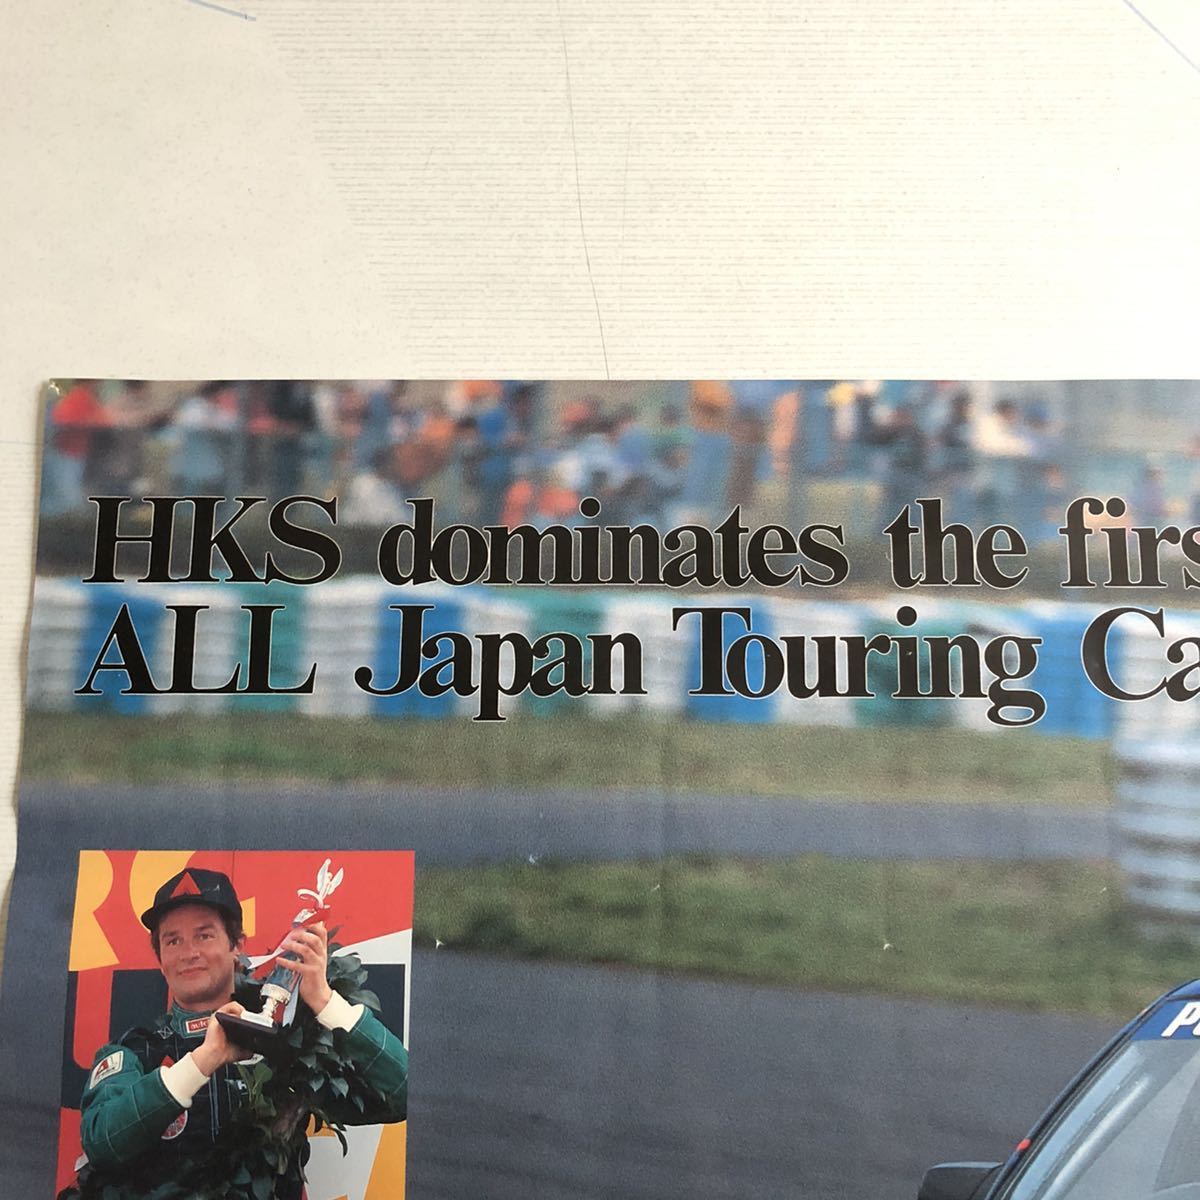 HKS dominates the firs
ALL Japan Touring Ca
P